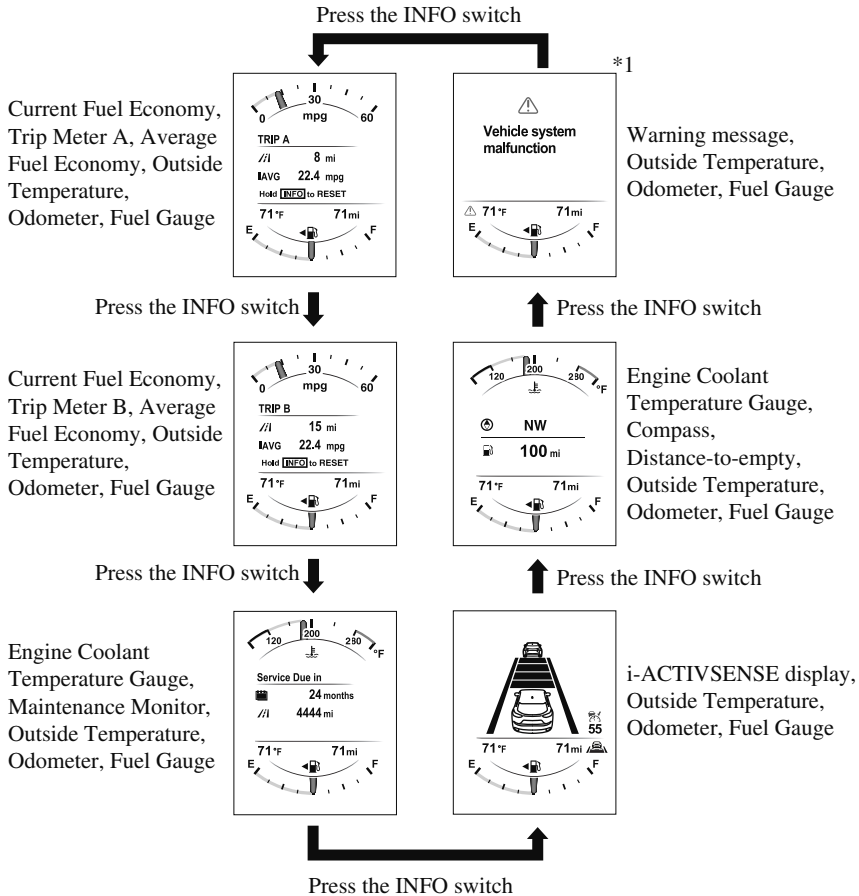 Press the INFO switch
*1
Current Fuel Economy,
Trip Meter A, Average
Fuel Economy, Outside
Temperature,
Odometer, Fuel Gauge
0 30 60
mpg
TRIP A
8 mi
AVG 22.4 mpg
Hold INFO to RESET
71°F 71mi
E F
Vehicle system
malfunction
71°F 71mi
E F
Warning message,
Outside Temperature,
Odometer, Fuel Gauge
Press the INFO switch
Press the INFO switch
Current Fuel Economy,
Trip Meter B, Average
Fuel Economy, Outside
Temperature,
Odometer, Fuel Gauge
0 30 60
mpg
TRIP B
15 mi
AVG 22.4 mpg
Hold INFO to RESET
71°F 71mi
E F
120 200 280 °F
NW
100 mi
71°F 71mi
E F
Engine Coolant
Temperature Gauge,
Compass,
Distance-to-empty,
Outside Temperature,
Odometer, Fuel Gauge
Press the INFO switch
Press the INFO switch
Engine Coolant
Temperature Gauge,
Maintenance Monitor,
Outside Temperature,
Odometer, Fuel Gauge
120 200 280 °F
Service Due in
24 months
4444 mi
71°F 71mi
E F
55
71°F 71mi
E F
i-ACTIVSENSE display,
Outside Temperature,
Odometer, Fuel Gauge
Press the INFO switch